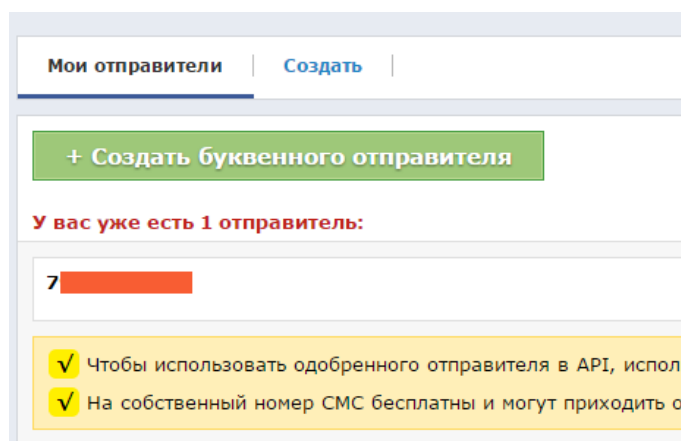 Мои отправители
Создать
+ Создать буквенного отправителя
У вас уже есть 1 отправитель:
7
√ Чтобы использовать одобренного отправителя в API, испол
√ На собственный номер СМС бесплатны и могут приходить о